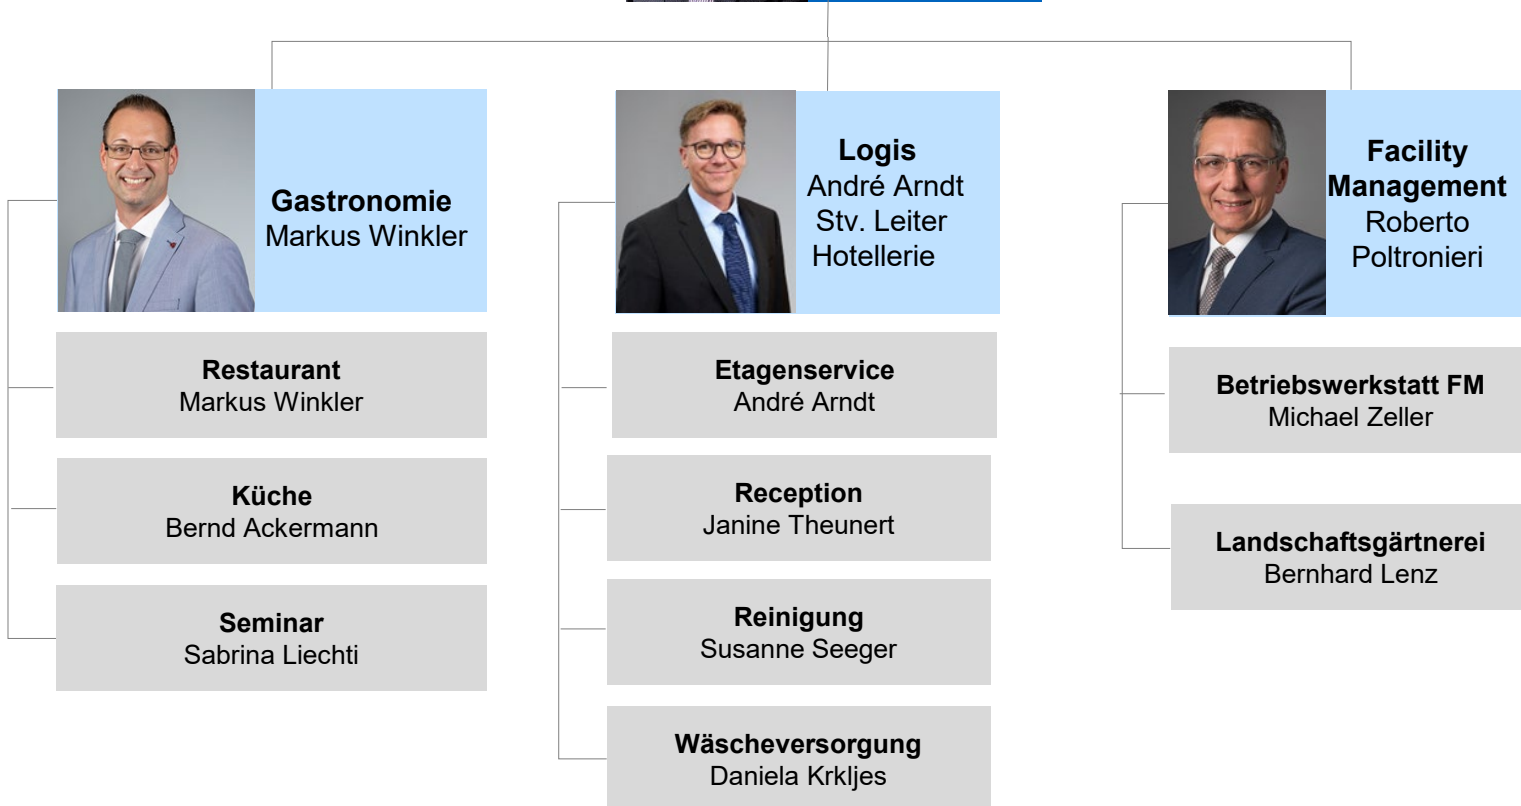 Gastronomie
Markus Winkler
Restaurant
Markus Winkler
Küche
Bernd Ackermann
Seminar
Sabrina Liechti
Logis
André Arndt
Stv. Leiter
Hotellerie
Etagenservice
André Arndt
Reception
Janine Theunert
Reinigung
Susanne Seeger
Wäscheversorgung
Daniela Krkljes
Facility
Management
Roberto
Poltronieri
Betriebswerkstatt FM
Michael Zeller
Landschaftsgärtnerei
Bernhard Lenz